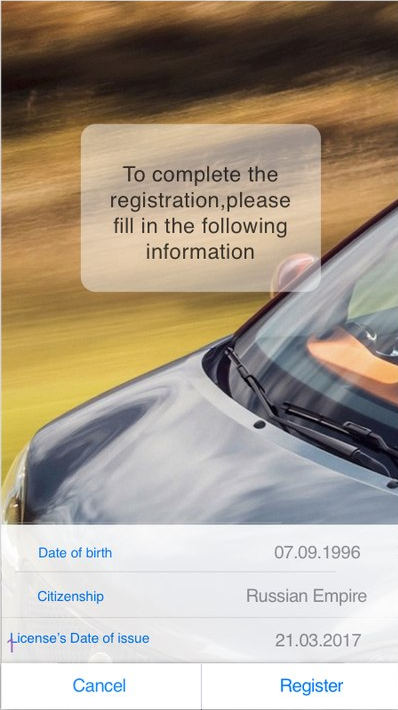 To complete the
registration,please
fill in the following
information
Date of birth 07.09.1996
Citizenship Russian Empire
License's Date of issue 21.03.2017
Cancel Register